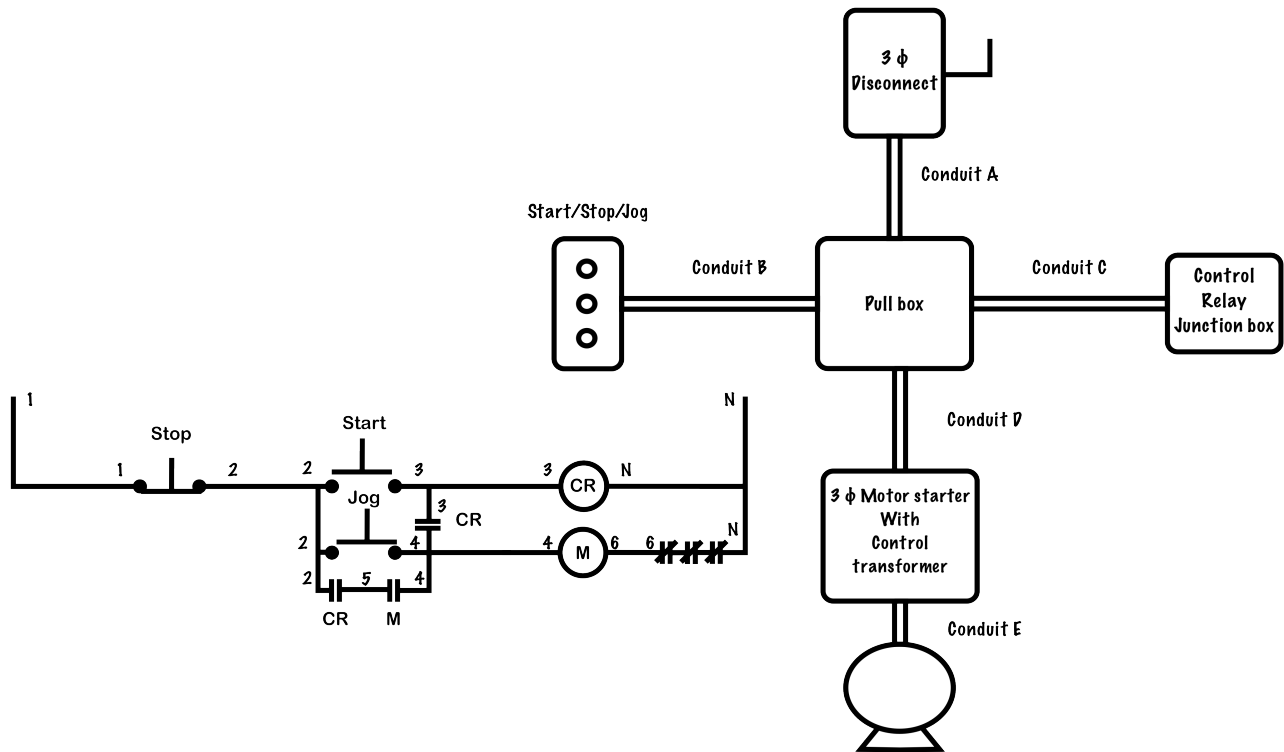 3 ϕ
Disconnect
Conduit A
Start/Stop/Jog
Conduit B
Pull box
Conduit C
Control
Relay
Junction box
Conduit D
3 ϕ Motor starter
With
Control
transformer
Conduit E
1
N
Stop
Start
1
2
2
3
3
CR
N
Jog
3
CR
2
4
4
M
6
6
N
2
5
4
CR
M